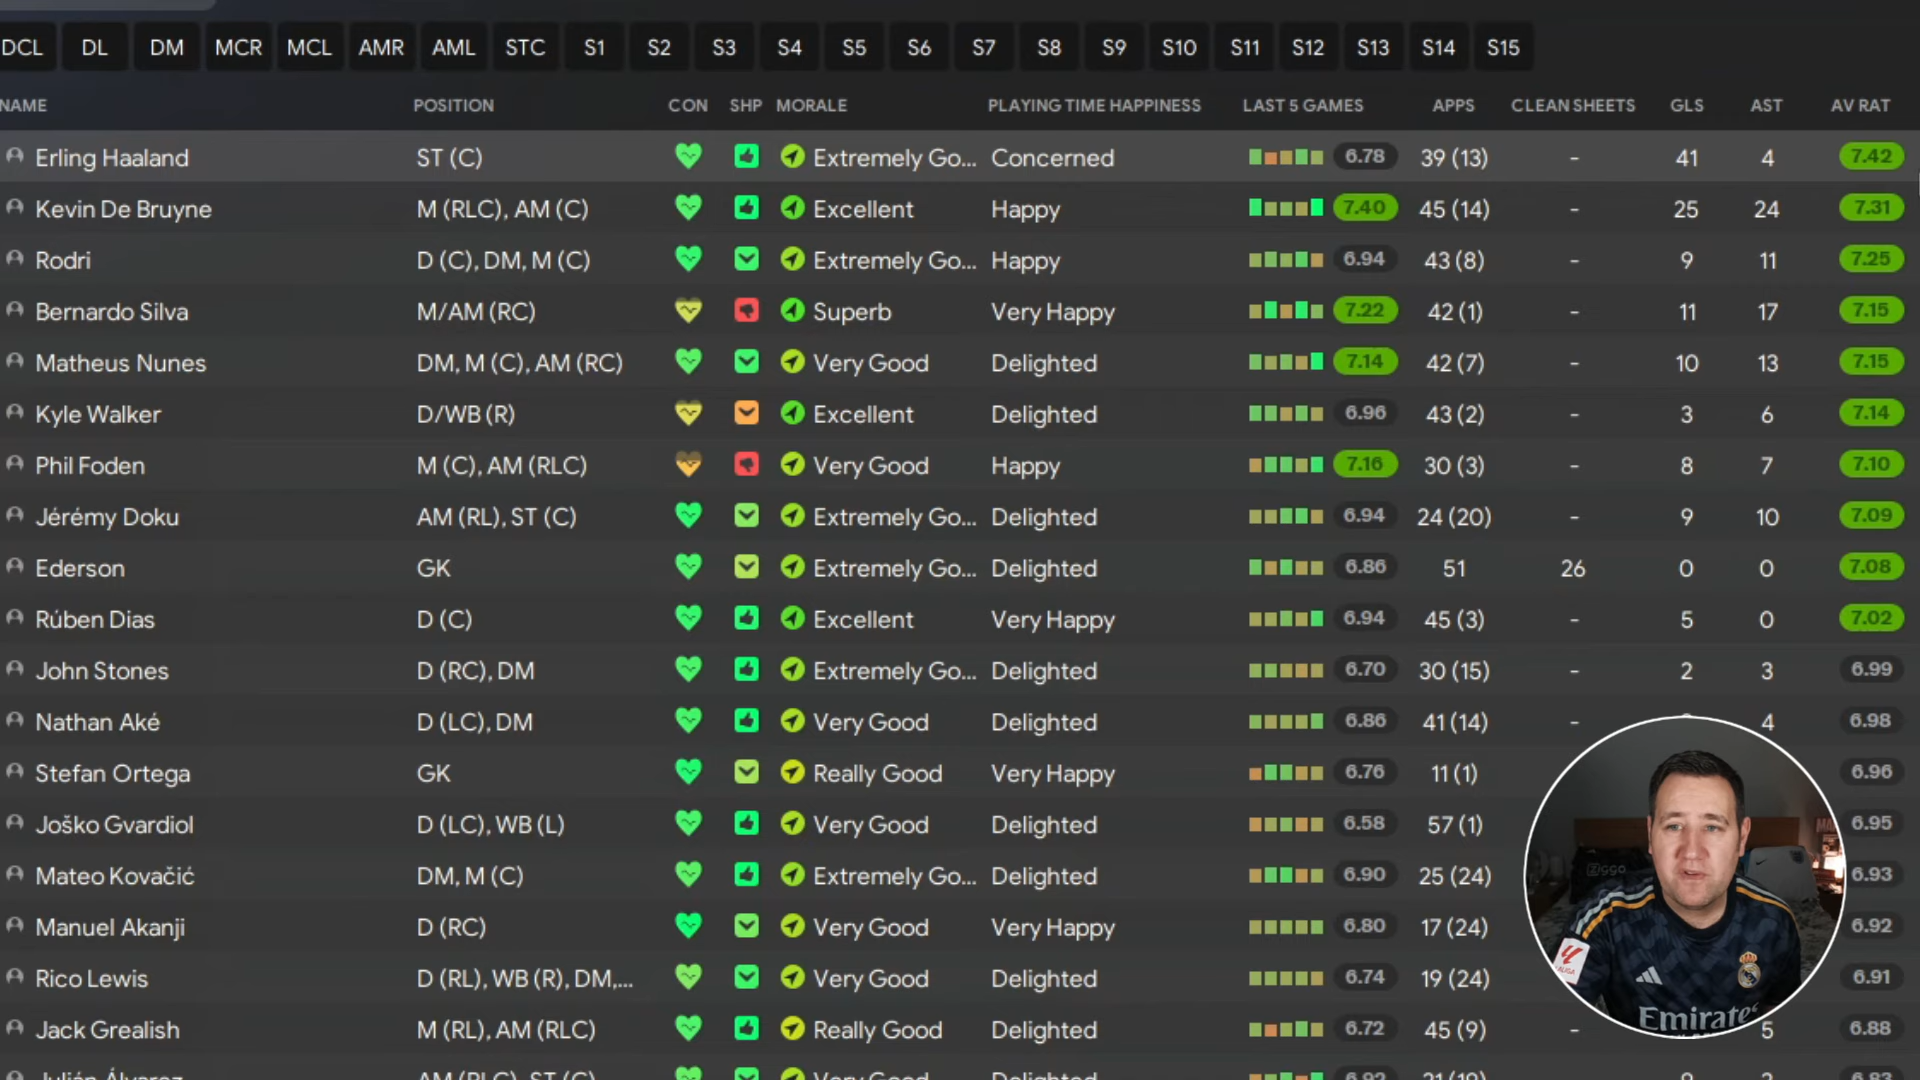 DCL DL DM MCR MCL AMR AML STC S1 S2 S3 S4 S5 S6 S7 S8 S9 S10 S11 S12 S13 S14 S15
NAME POSITION CON SHP MORALE PLAYING TIME HAPPINESS LAST 5 GAMES APPS CLEAN SHEETS GLS AST AV RAT
Erling Haaland ST (C) Extremely Go... Concerned 6.78 39 (13) - 41 4 7.42
Kevin De Bruyne M (RLC), AM (C) Excellent Happy 7.40 45 (14) - 25 24 7.31
Rodri D (C), DM, M (C) Extremely Go... Happy 6.94 43 (8) - 9 11 7.25
Bernardo Silva M/AM (RC) Superb Very Happy 7.22 42 (1) - 11 17 7.15
Matheus Nunes DM, M (C), AM (RC) Very Good Delighted 7.14 42 (7) - 10 13 7.15
Kyle Walker D/WB (R) Excellent Delighted 6.96 43 (2) - 3 6 7.14
Phil Foden M (C), AM (RLC) Very Good Happy 7.16 30 (3) - 8 7 7.10
Jérémy Doku AM (RL), ST (C) Extremely Go... Delighted 6.94 24 (20) - 9 10 7.09
Ederson GK Extremely Go... Delighted 6.86 51 26 0 0 7.08
Rúben Dias D (C) Excellent Very Happy 6.94 45 (3) - 5 0 7.02
John Stones D (RC), DM Extremely Go... Delighted 6.70 30 (15) - 2 3 6.99
Nathan Aké D (LC), DM Very Good Delighted 6.86 41 (14) - 4 6.98
Stefan Ortega GK Really Good Very Happy 6.76 11 (1) 6.96
Joško Gvardiol D (LC), WB (L) Very Good Delighted 6.58 57 (1) 6.95
Mateo Kovačić DM, M (C) Extremely Go... Delighted 6.90 25 (24) 6.93
Manuel Akanji D (RC) Very Good Very Happy 6.80 17 (24) 6.92
Rico Lewis D (RL), WB (R), DM,... Very Good Delighted 6.74 19 (24) 6.91
Jack Grealish M (RL), AM (RLC) Really Good Delighted 6.72 45 (9) - 5 6.88
Emirates